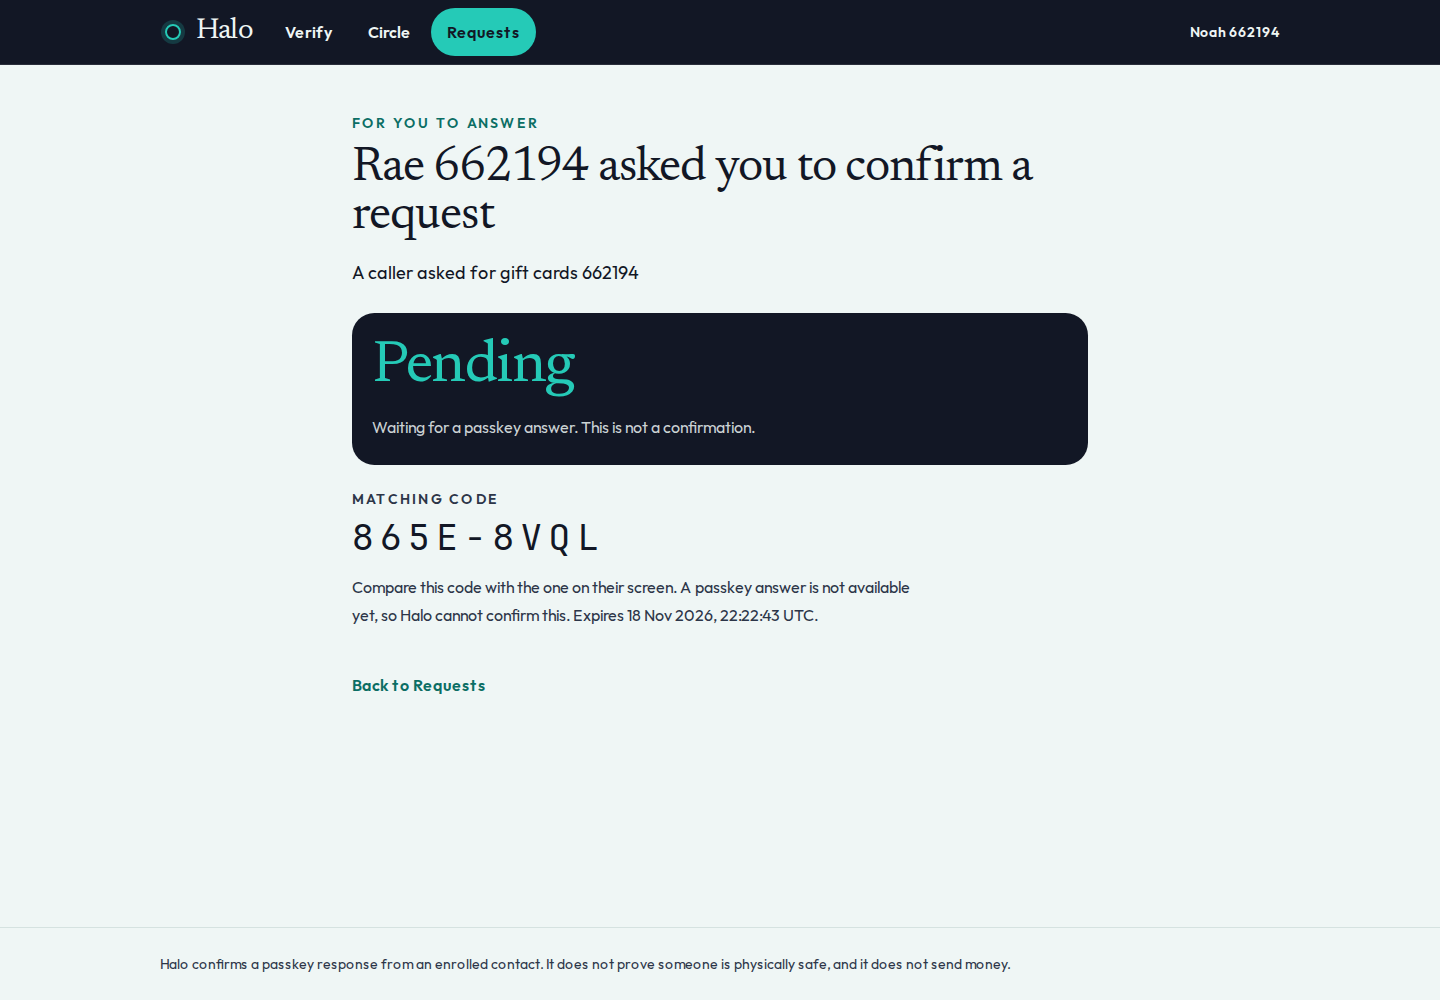 Halo
Verify
Circle
Requests
Noah 662194
FOR YOU TO ANSWER
Rae 662194 asked you to confirm a
request
A caller asked for gift cards 662194
Pending
Waiting for a passkey answer. This is not a confirmation.
MATCHING CODE
865E-8VQL
Compare this code with the one on their screen. A passkey answer is not available
yet, so Halo cannot confirm this. Expires 18 Nov 2026, 22:22:43 UTC.
Back to Requests
Halo confirms a passkey response from an enrolled contact. It does not prove someone is physically safe, and it does not send money.